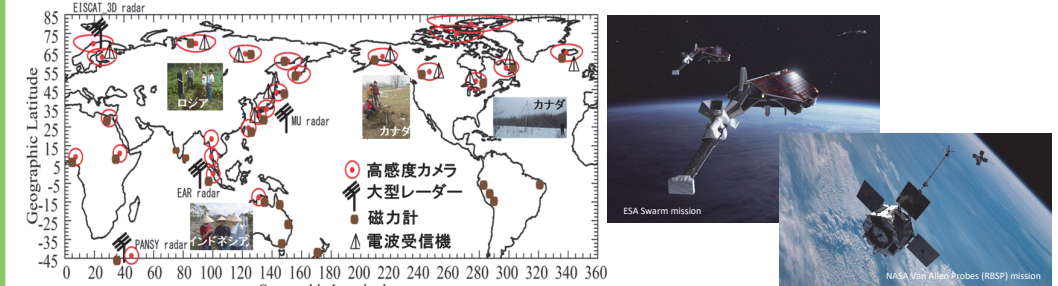 EISCAT_3D radar
85
75
65
55
45
35
25
15
5
-5
-15
-25
-35
-45
Geographic Latitude
ロシア
カナダ
カナダ
MU radar
EAR radar
インドネシア
PANSY radar
高感度カメラ
大型レーダー
磁力計
電波受信機
0 20 40 60 80 100 120 140 160 180 200 220 240 260 280 300 320 340 360
ESA Swarm mission
NASA Van Allen Probes (RBSP) mission